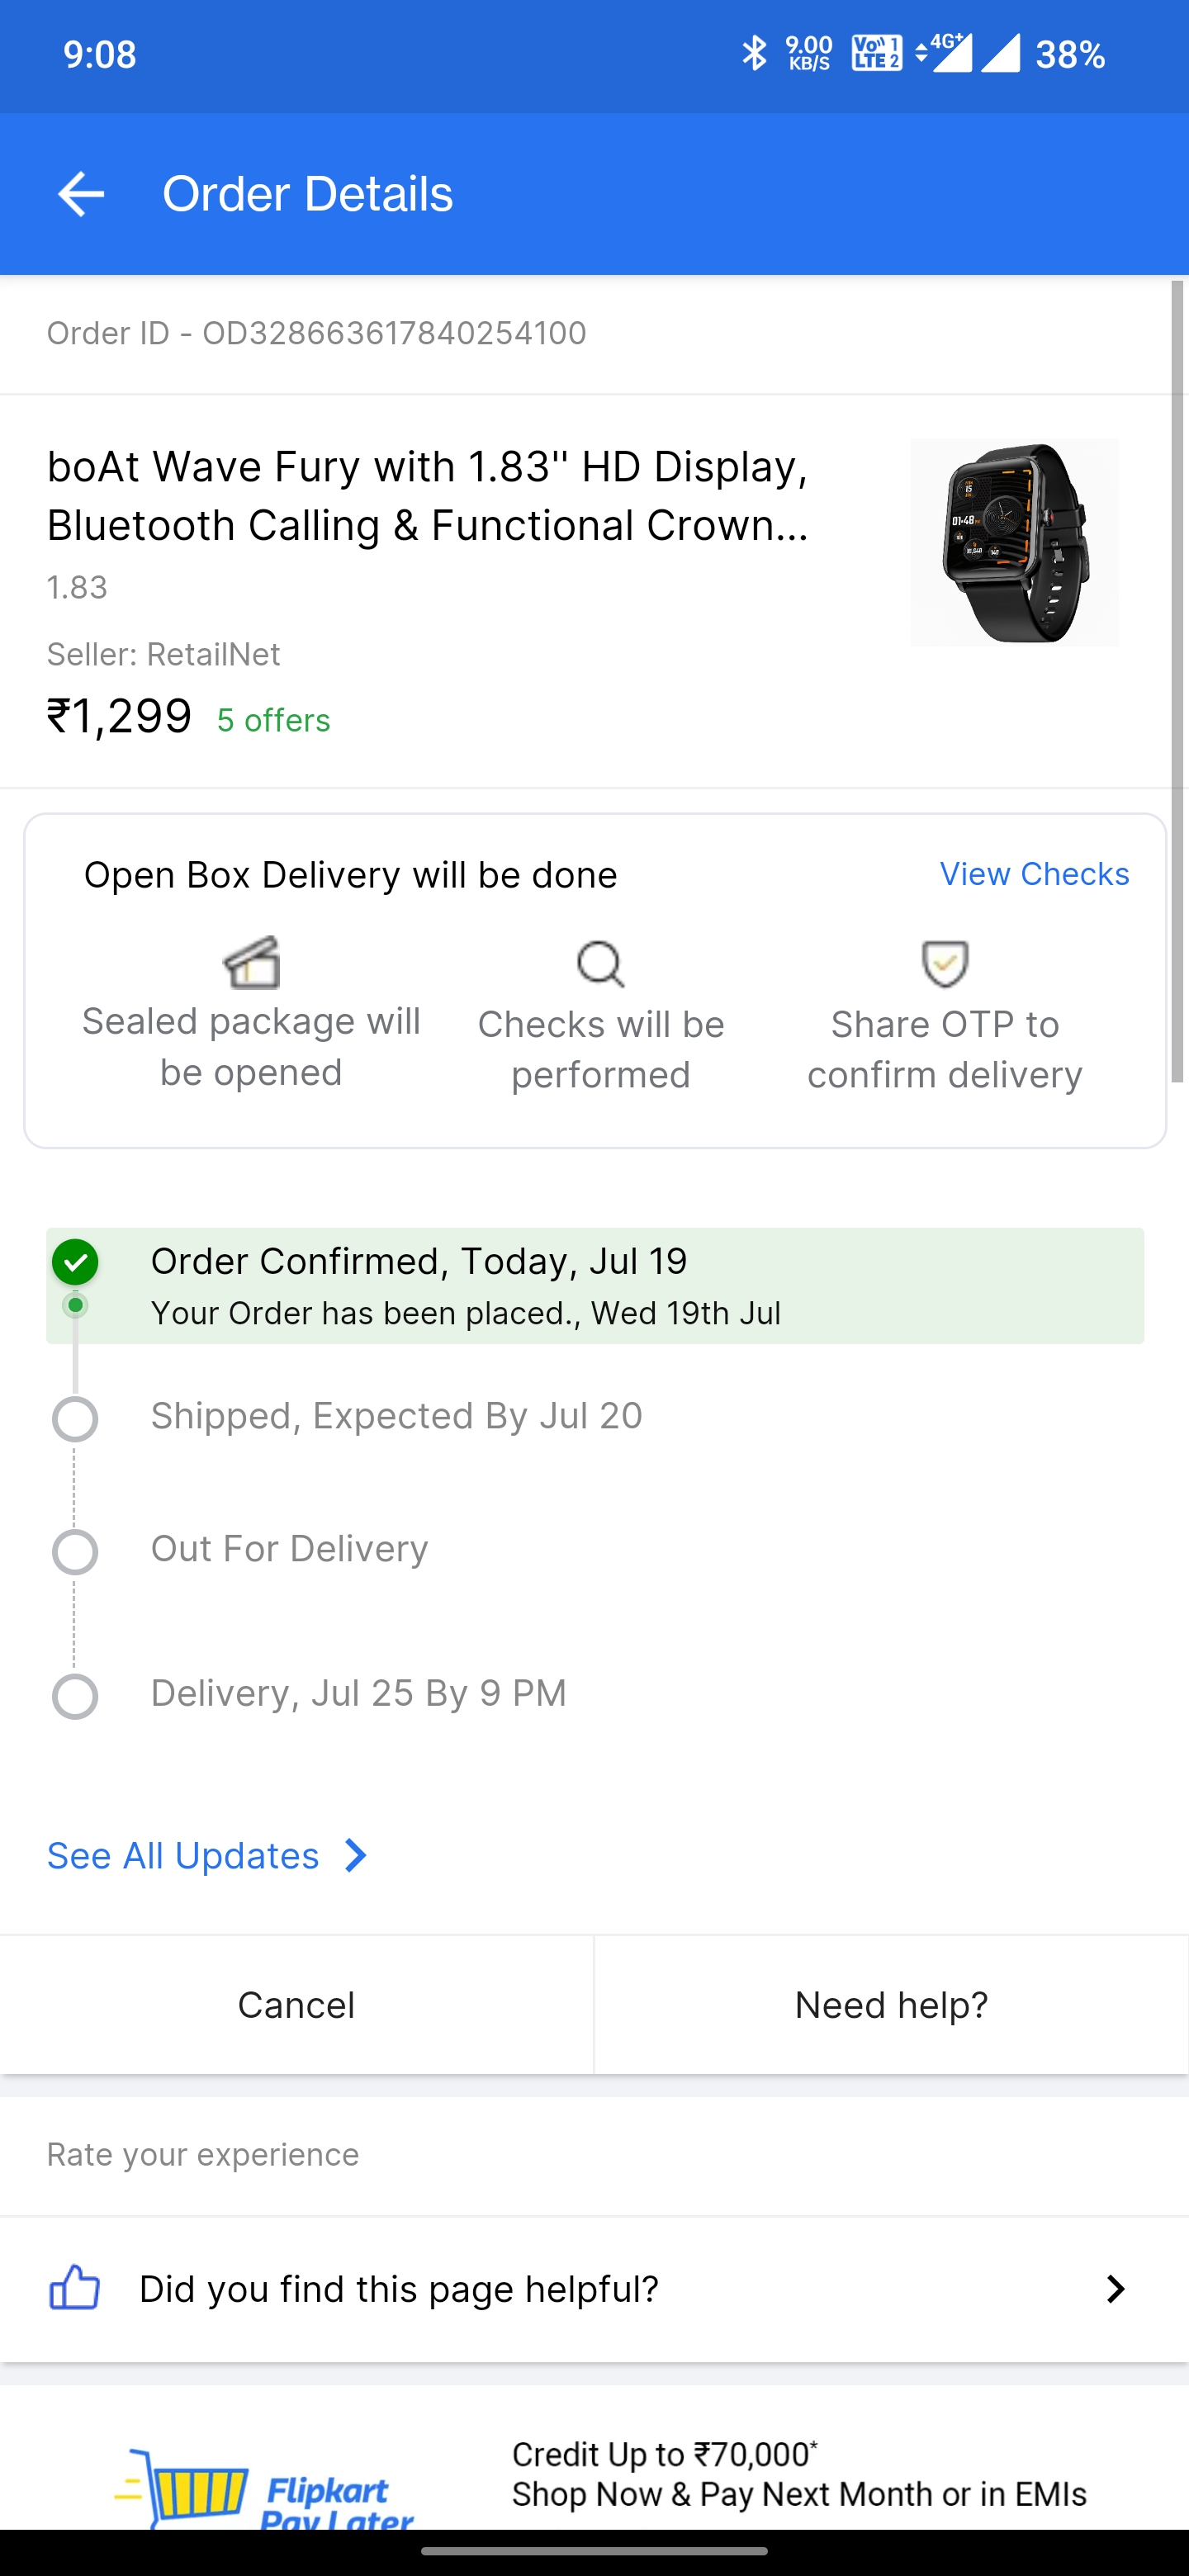 9:08
9.00 KB/S
Vo)) 1 LTE 2
4G+
38%
Order Details
Order ID - OD328663617840254100
boAt Wave Fury with 1.83" HD Display,
Bluetooth Calling & Functional Crown...
1.83
Seller: RetailNet
₹1,299 5 offers
01:48
Open Box Delivery will be done
View Checks
Sealed package will
be opened
Checks will be
performed
Share OTP to
confirm delivery
Order Confirmed, Today, Jul 19
Your Order has been placed., Wed 19th Jul
Shipped, Expected By Jul 20
Out For Delivery
Delivery, Jul 25 By 9 PM
See All Updates
Cancel
Need help?
Rate your experience
Did you find this page helpful?
Flipkart
Pay Later
Credit Up to ₹70,000*
Shop Now & Pay Next Month or in EMIs